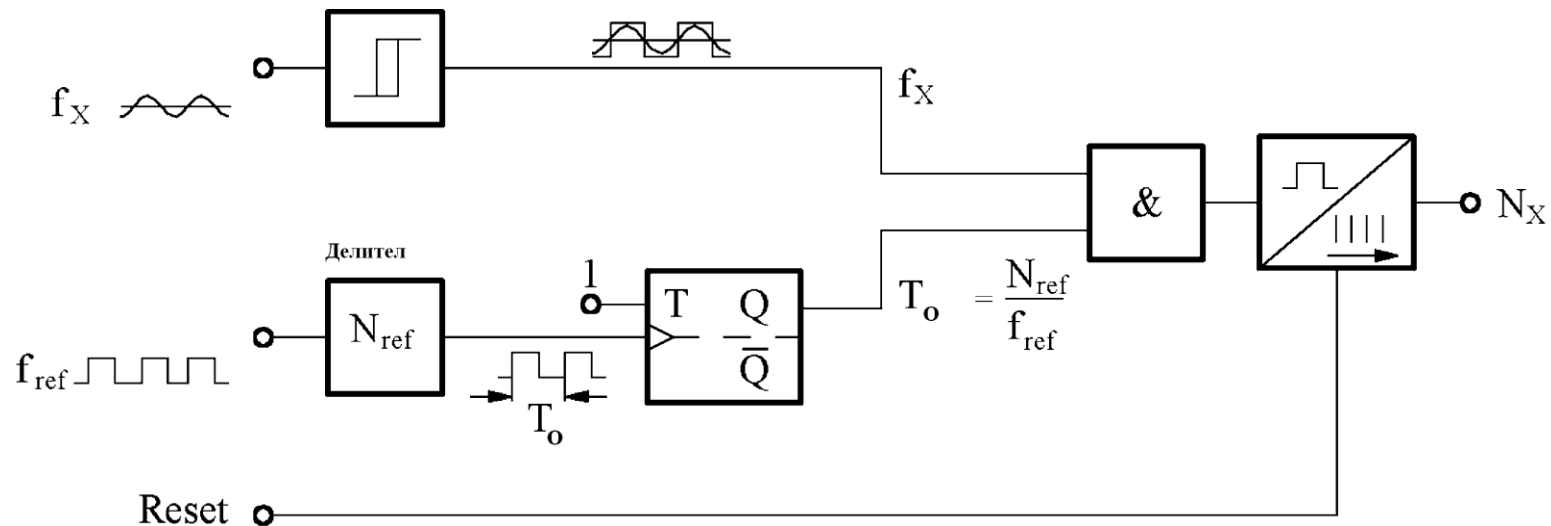 f_X
f_X
&
N_X
Делител
N_ref
f_ref
1
T Q
Q̅
T_o
T_o = N_ref / f_ref
Reset